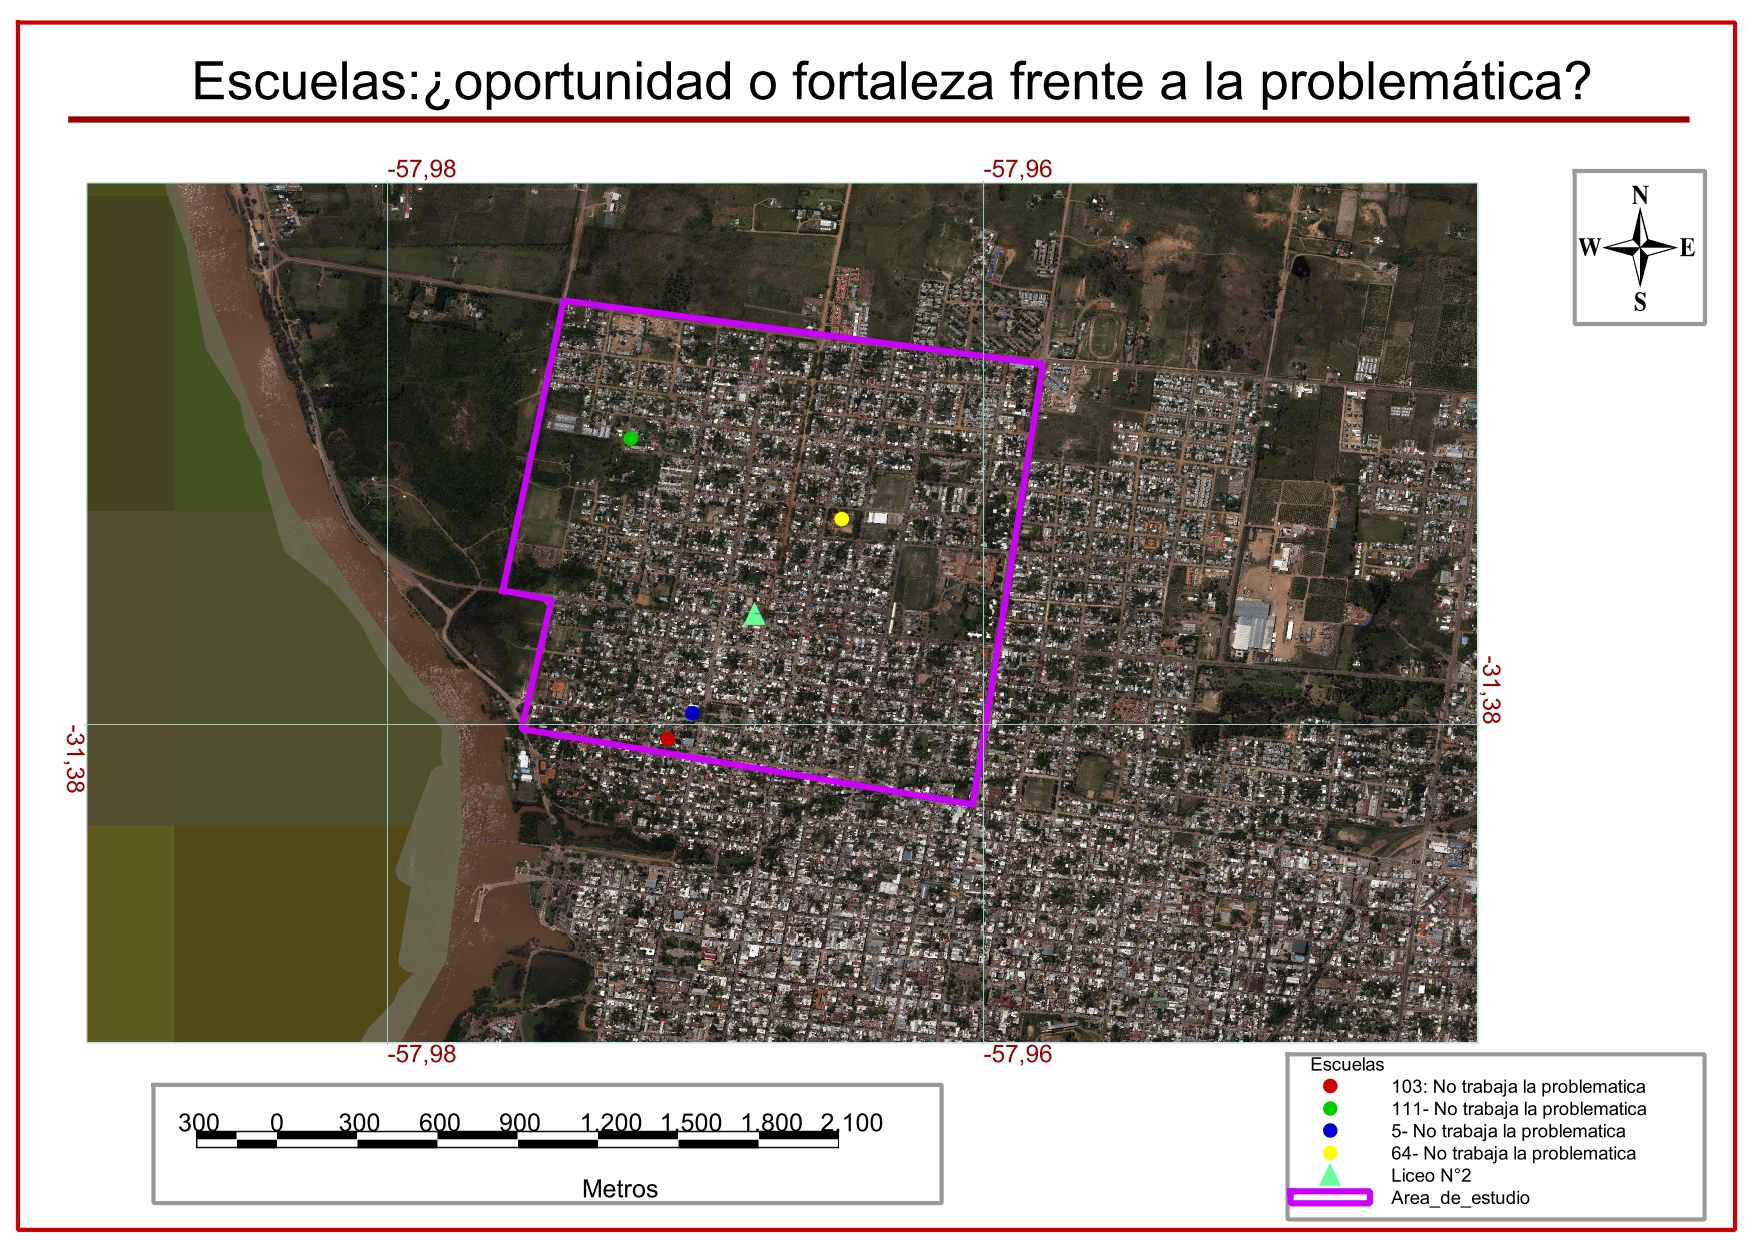 Escuelas:¿oportunidad o fortaleza frente a la problemática?
-57,98
-57,96
N
W
E
S
-31,38
-31,38
-57,98
-57,96
300 0 300 600 900 1.200 1.500 1.800 2.100
Metros
Escuelas
103: No trabaja la problematica
111- No trabaja la problematica
5- No trabaja la problematica
64- No trabaja la problematica
Liceo N°2
Area_de_estudio